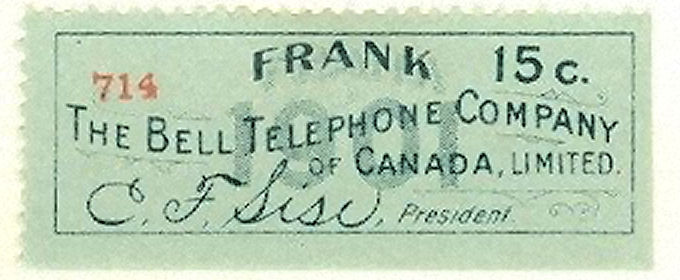 FRANK 15c.
714
1901
THE BELL TELEPHONE COMPANY
OF CANADA, LIMITED.
C. F. Sise, President.